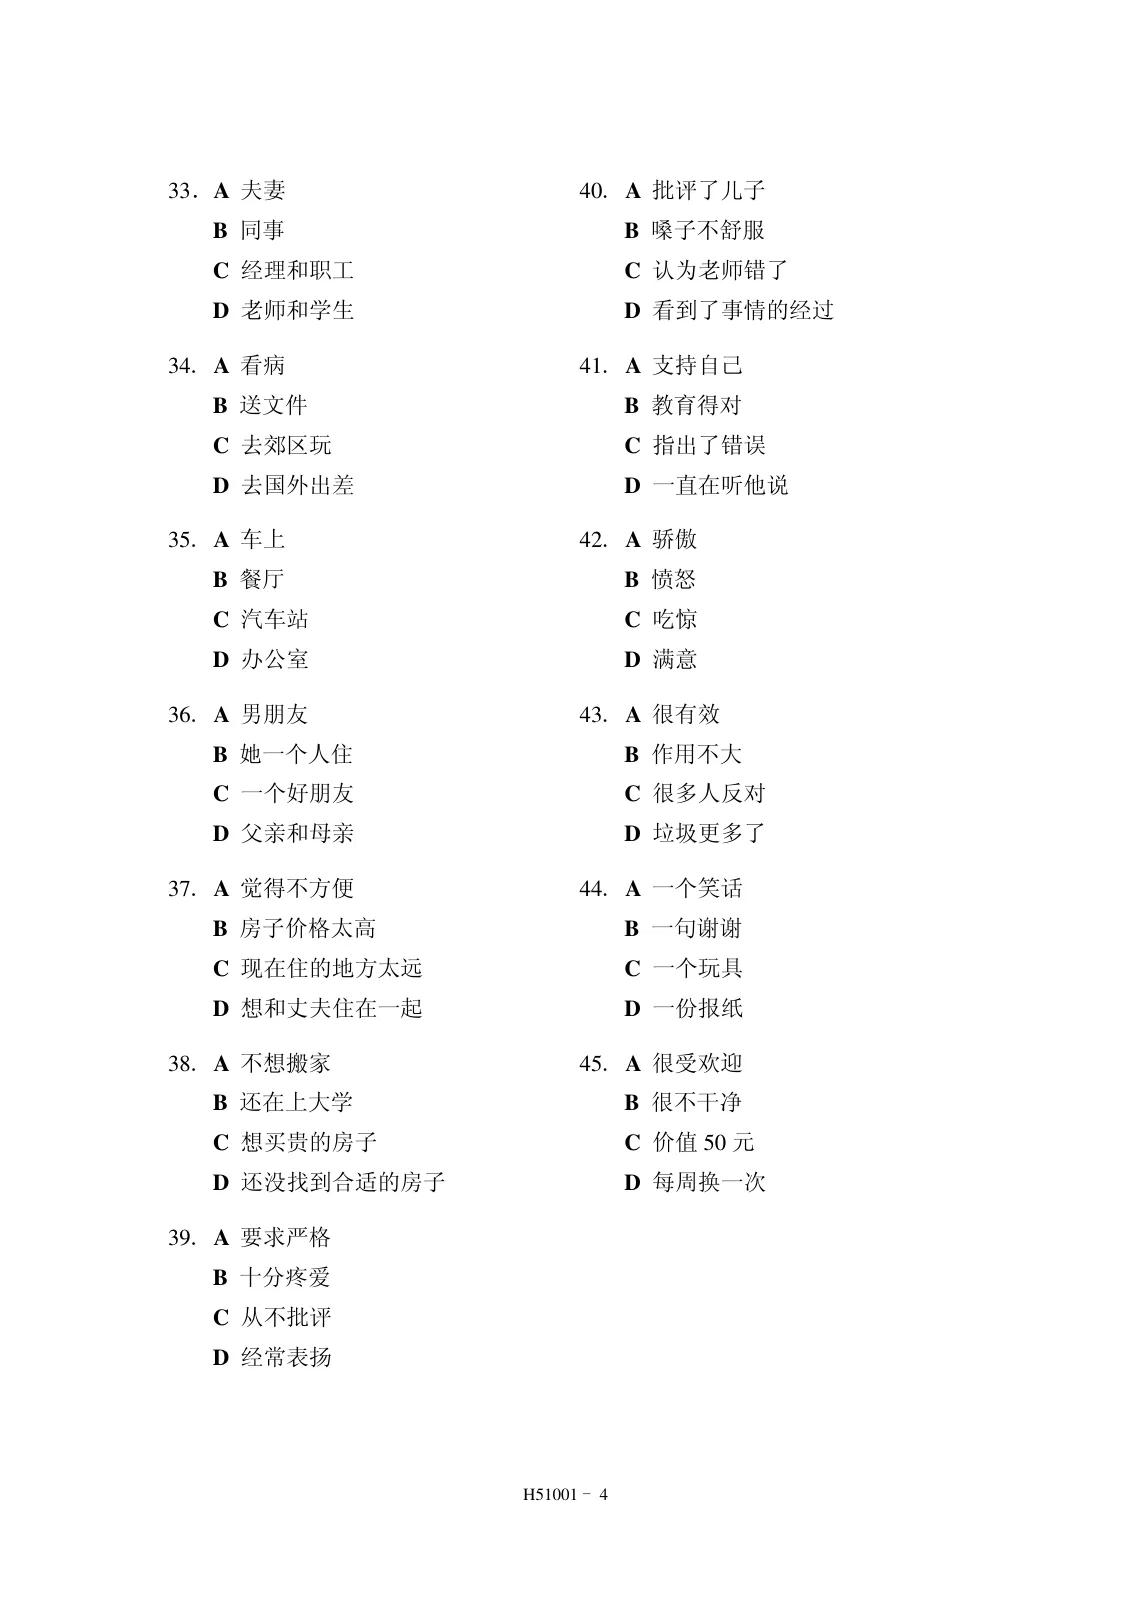 33. A 夫妻
B 同事
C 经理和职工
D 老师和学生
34. A 看病
B 送文件
C 去郊区玩
D 去国外出差
35. A 车上
B 餐厅
C 汽车站
D 办公室
36. A 男朋友
B 她一个人住
C 一个好朋友
D 父亲和母亲
37. A 觉得不方便
B 房子价格太高
C 现在住的地方太远
D 想和丈夫住在一起
38. A 不想搬家
B 还在上大学
C 想买贵的房子
D 还没找到合适的房子
39. A 要求严格
B 十分疼爱
C 从不批评
D 经常表扬
40. A 批评了儿子
B 嗓子不舒服
C 认为老师错了
D 看到了事情的经过
41. A 支持自己
B 教育得对
C 指出了错误
D 一直在听他说
42. A 骄傲
B 愤怒
C 吃惊
D 满意
43. A 很有效
B 作用不大
C 很多人反对
D 垃圾更多了
44. A 一个笑话
B 一句谢谢
C 一个玩具
D 一份报纸
45. A 很受欢迎
B 很不干净
C 价值 50 元
D 每周换一次
H51001－ 4